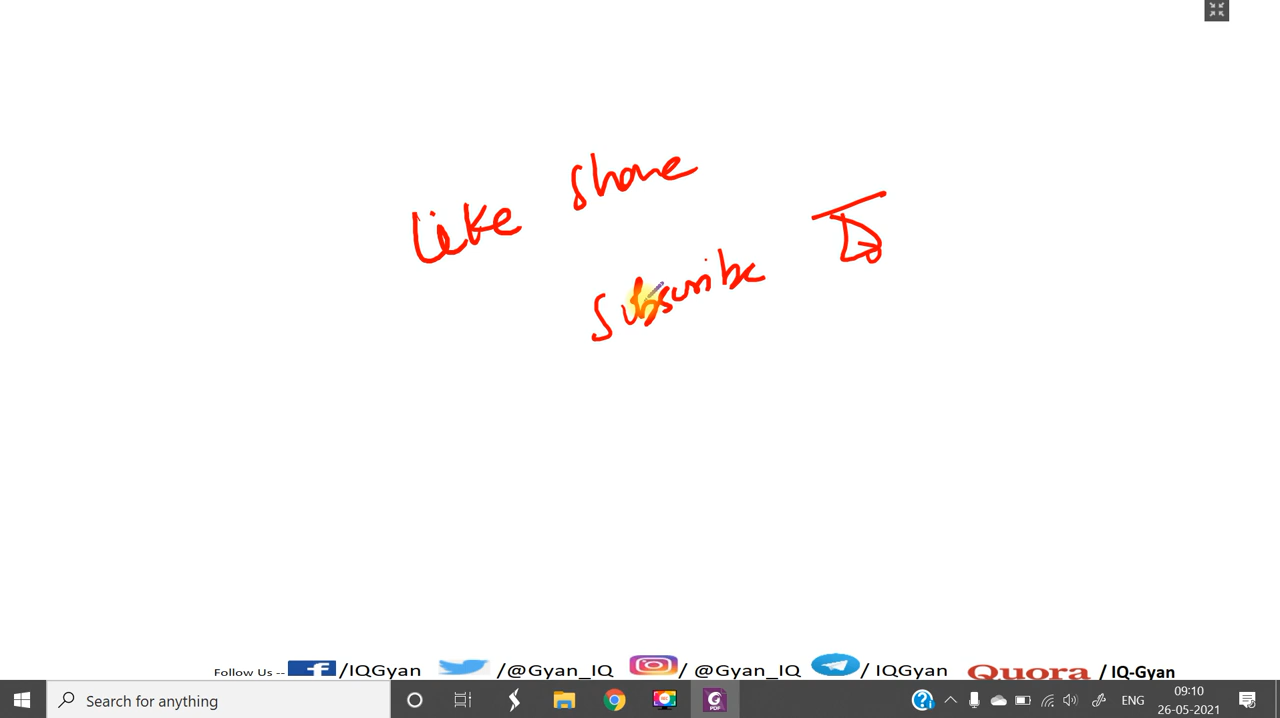 Like Share
Subscribe
Follow Us -- f /IQGyan /@Gyan_IQ / @Gyan_IQ / IQGyan Quora / IQ-Gyan
Search for anything
ENG
09:10
26-05-2021